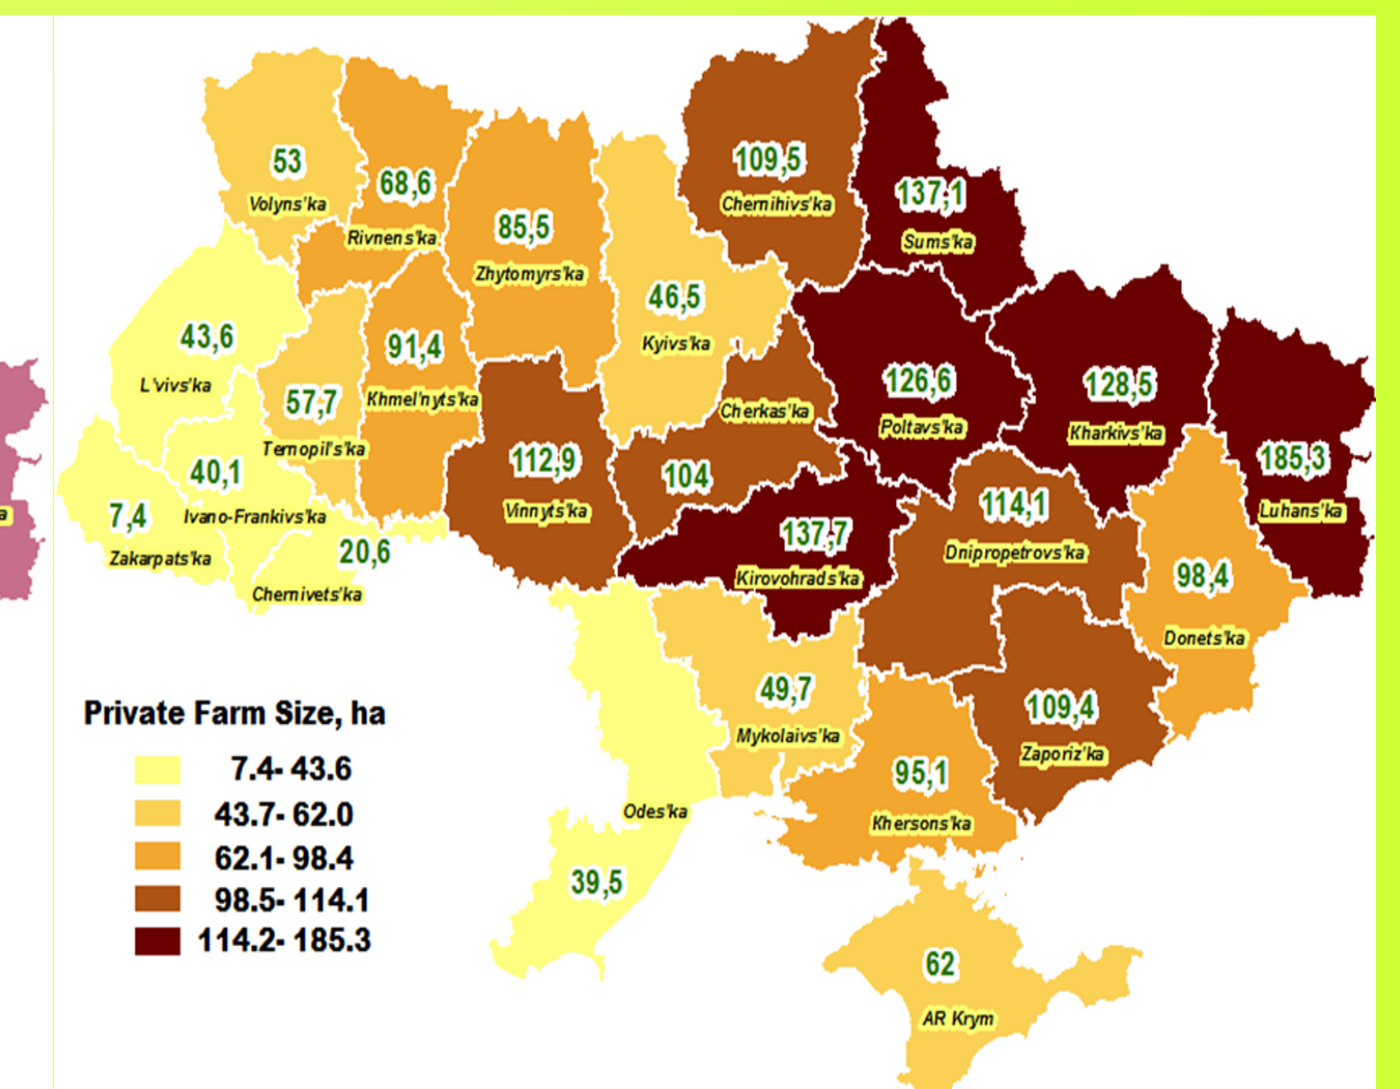 109,5
Chernihivs'ka
137,1
Sums'ka
53
Volyns'ka
68,6
Rivnens'ka
85,5
Zhytomyrs'ka
46,5
Kyivs'ka
43,6
L'vivs'ka
57,7
Ternopil's'ka
91,4
Khmel'nyts'ka
126,6
Poltavs'ka
128,5
Kharkivs'ka
185,3
Luhans'ka
Cherkas'ka
104
112,9
Vinnyts'ka
40,1
Ivano-Frankivs'ka
7,4
Zakarpats'ka
20,6
Chernivets'ka
137,7
Kirovohrads'ka
114,1
Dnipropetrovs'ka
98,4
Donets'ka
49,7
Mykolaivs'ka
109,4
Zaporiz'ka
95,1
Khersons'ka
Odes'ka
39,5
62
AR Krym
a
Private Farm Size, ha
7.4- 43.6
43.7- 62.0
62.1- 98.4
98.5- 114.1
114.2- 185.3